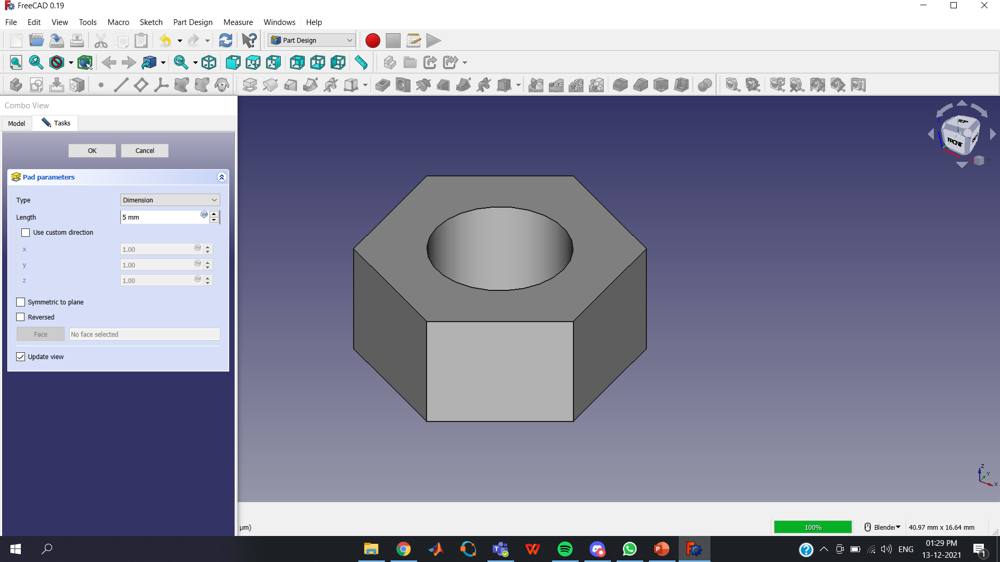 FreeCAD 0.19
File Edit View Tools Macro Sketch Part Design Measure Windows Help
Part Design
Combo View
Model Tasks
OK Cancel
Pad parameters
Type Dimension
Length 5 mm
Use custom direction
x 1.00
y 1.00
z 1.00
Symmetric to plane
Reversed
Face No face selected
Update view
TOP
FRONT
Z
Z
Y
X
µm) 100% Blender 40.97 mm x 16.64 mm
ENG 01:29 PM
13-12-2021
1